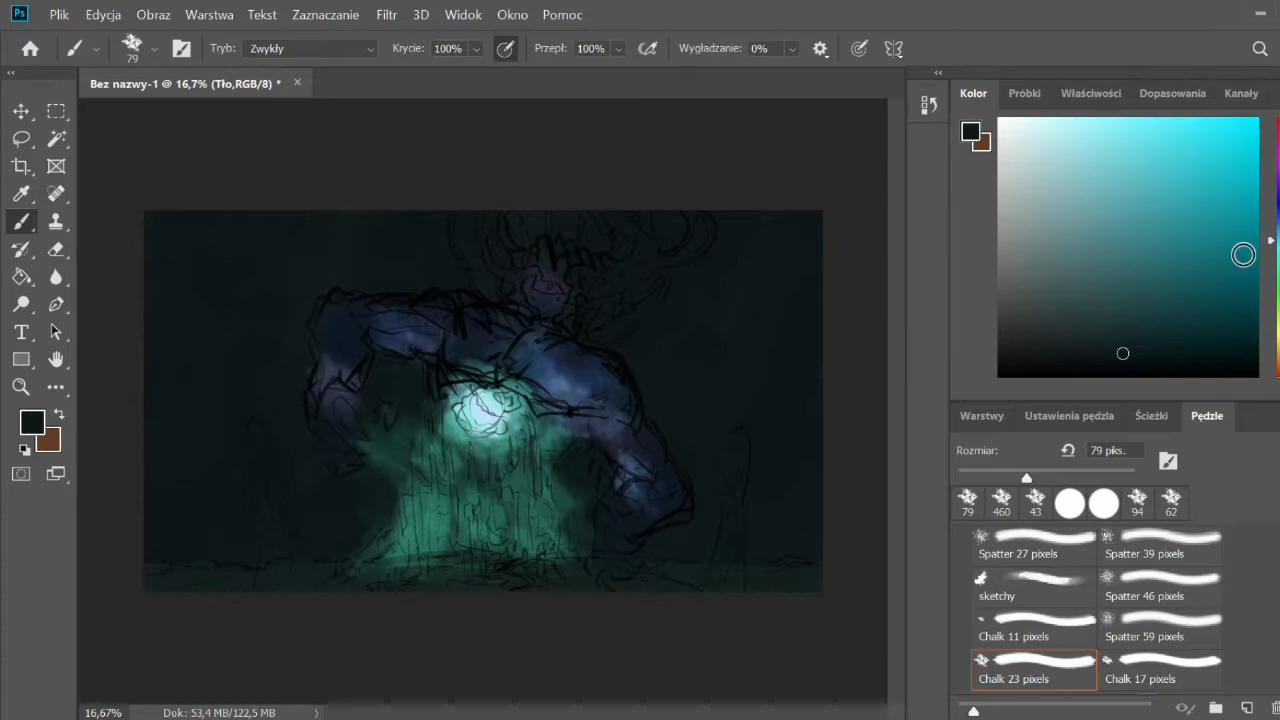 Ps Plik Edycja Obraz Warstwa Tekst Zaznaczanie Filtr 3D Widok Okno Pomoc
79 Tryb: Zwykły Krycie: 100% Przepł: 100% Wygładzanie: 0%
Bez nazwy-1 @ 16,7% (Tło,RGB/8) * ×
Kolor Próbki Właściwości Dopasowania Kanały
Warstwy Ustawienia pędzla Ścieżki Pędzle
Rozmiar: 79 piks.
79 460 43 94 62
Spatter 27 pixels Spatter 39 pixels
sketchy Spatter 46 pixels
Chalk 11 pixels Spatter 59 pixels
Chalk 23 pixels Chalk 17 pixels
16,67% Dok: 53,4 MB/122,5 MB